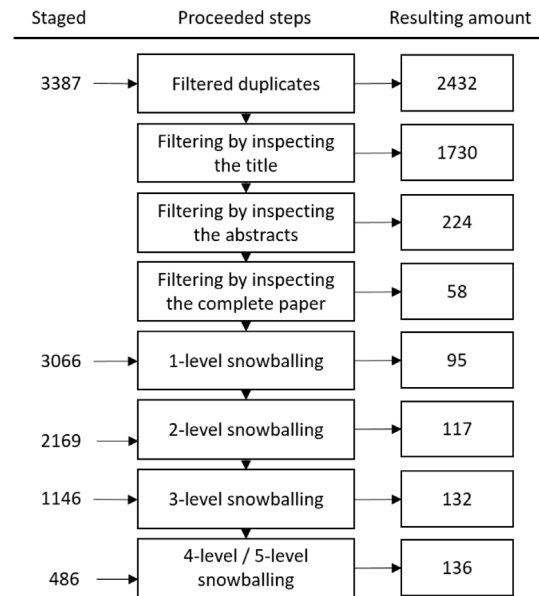 Staged Proceeded steps Resulting amount
3387 Filtered duplicates 2432
Filtering by inspecting
the title
1730
Filtering by inspecting
the abstracts
224
Filtering by inspecting
the complete paper
58
3066 1-level snowballing 95
2169 2-level snowballing 117
1146 3-level snowballing 132
486 4-level / 5-level
snowballing
136